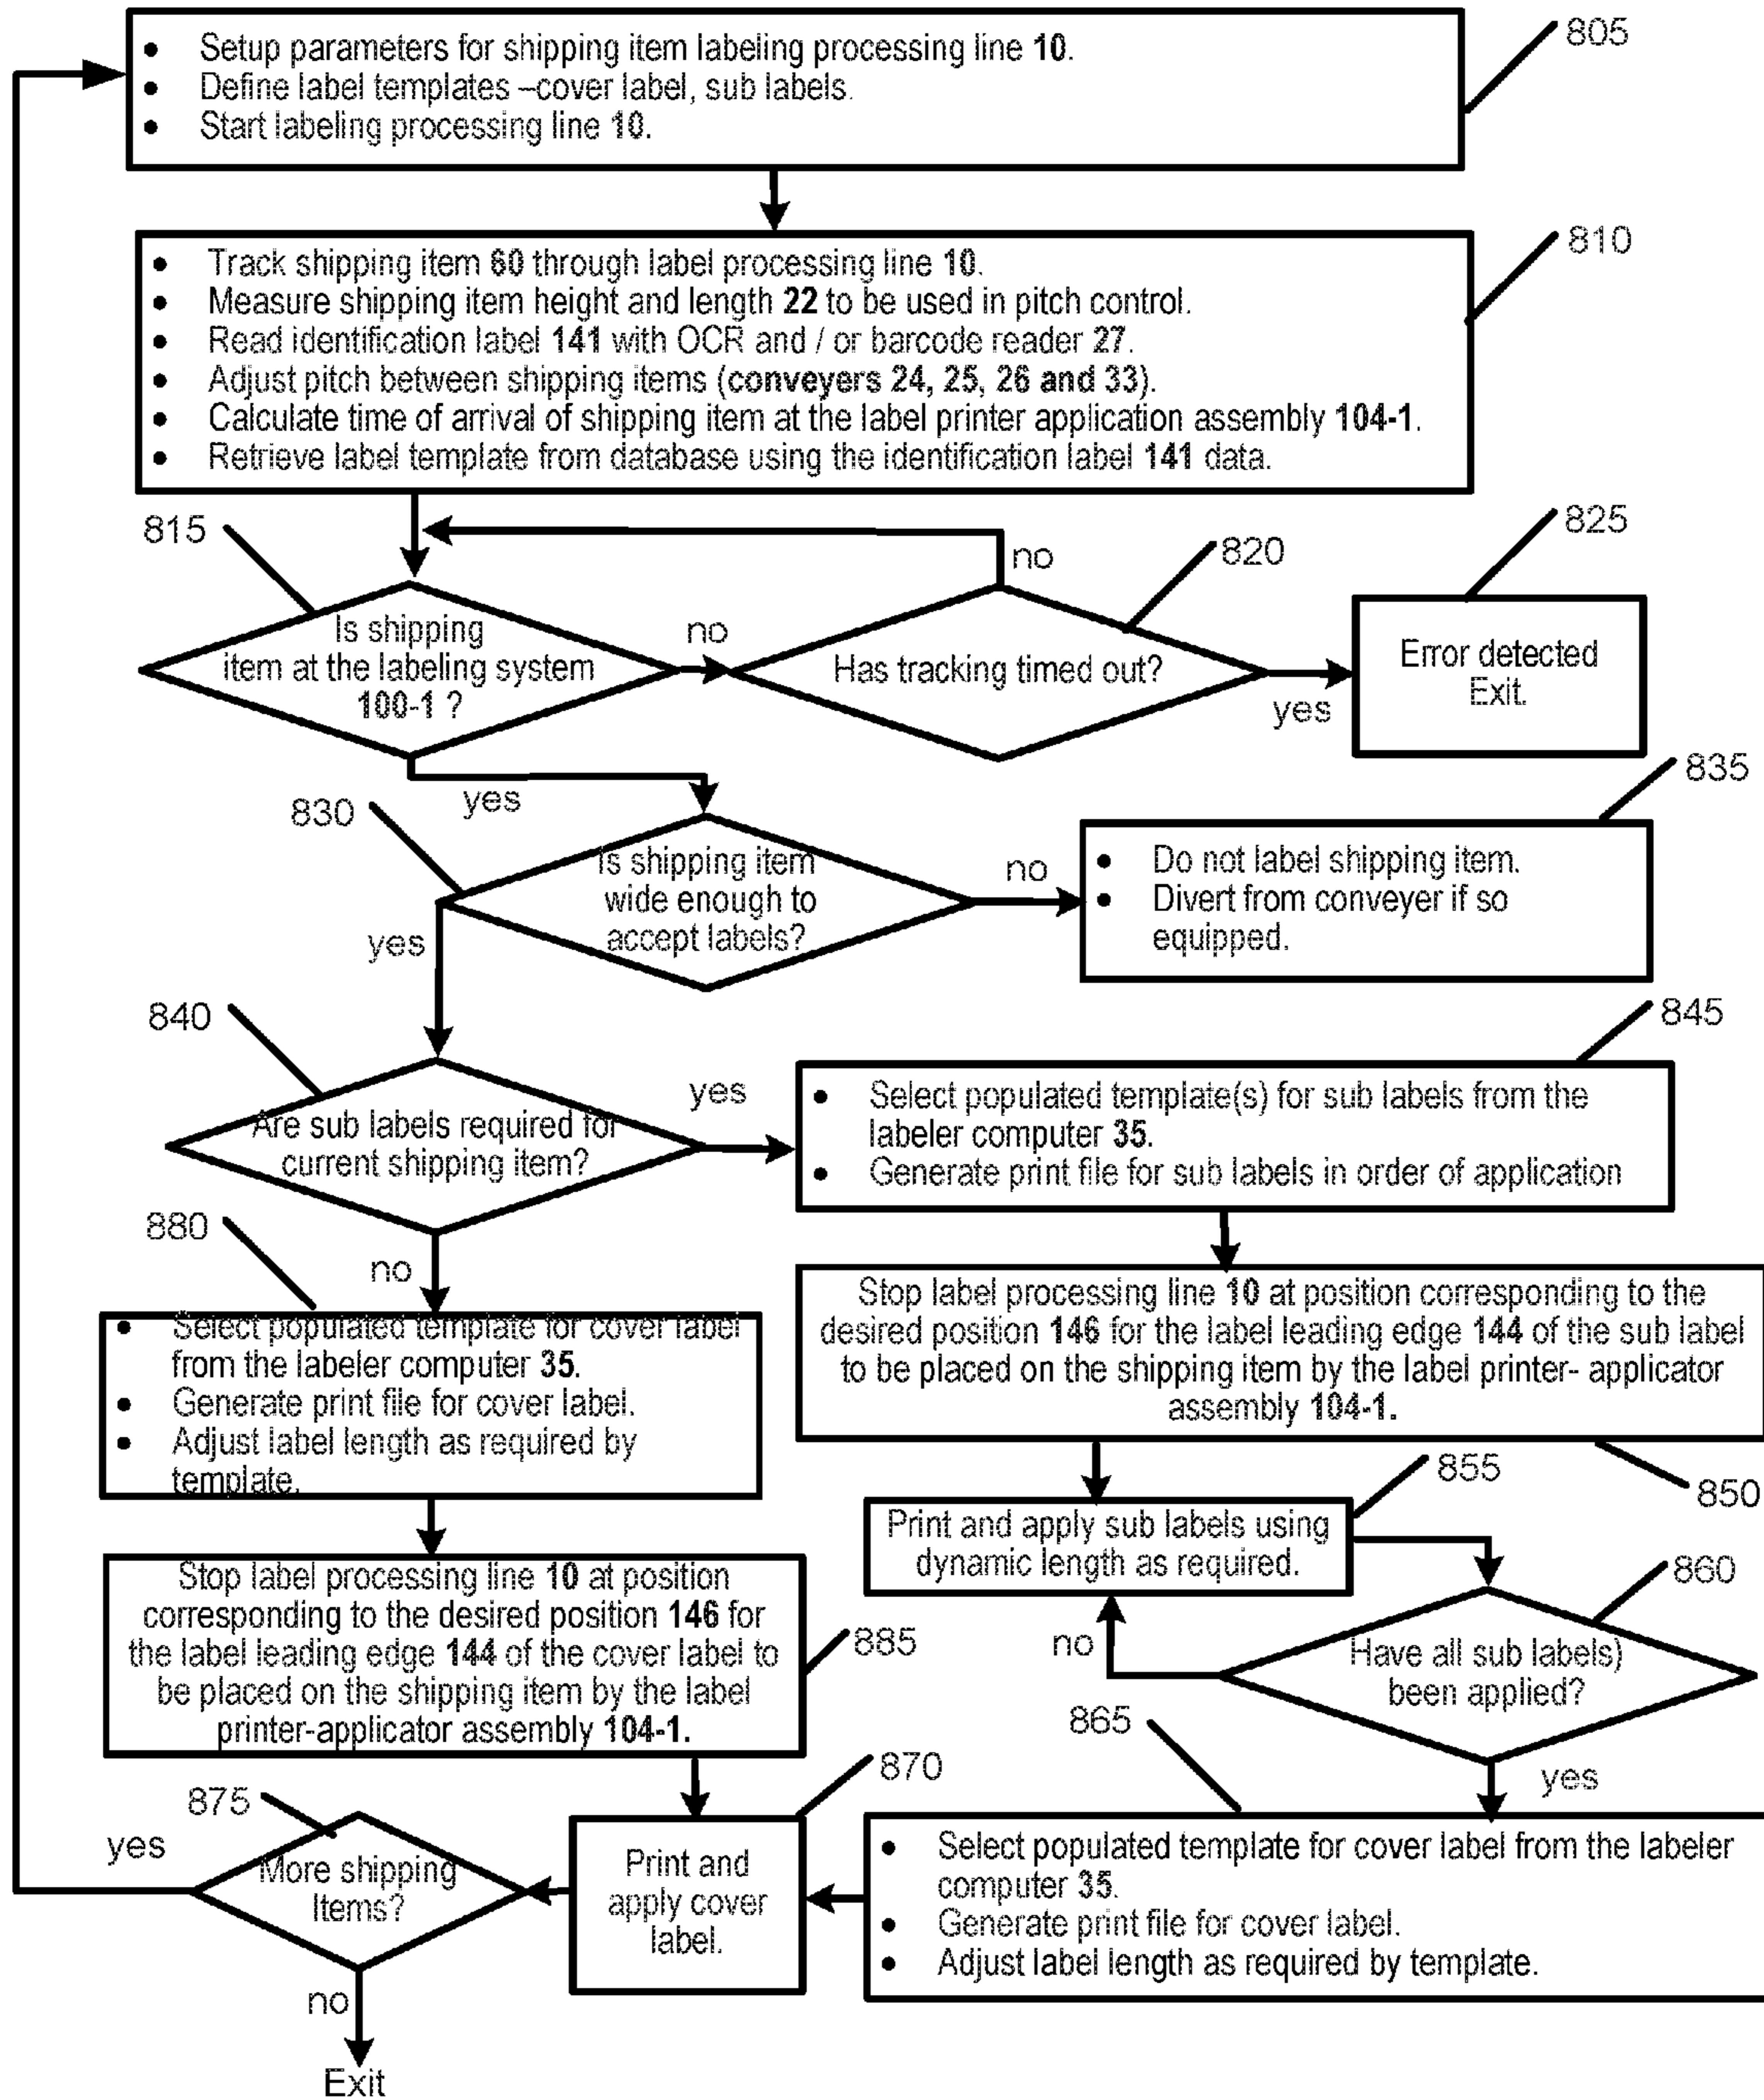 • Setup parameters for shipping item labeling processing line 10.
• Define label templates –cover label, sub labels.
• Start labeling processing line 10.
805
• Track shipping item 60 through label processing line 10.
• Measure shipping item height and length 22 to be used in pitch control.
• Read identification label 141 with OCR and / or barcode reader 27.
• Adjust pitch between shipping items (conveyers 24, 25, 26 and 33).
• Calculate time of arrival of shipping item at the label printer application assembly 104-1.
• Retrieve label template from database using the identification label 141 data.
810
815
Is shipping
item at the labeling system
100-1 ?
no
yes
820
Has tracking timed out?
no
yes
825
Error detected
Exit.
830
Is shipping item
wide enough to
accept labels?
no
yes
835
• Do not label shipping item.
• Divert from conveyer if so
equipped.
840
Are sub labels required for
current shipping item?
yes
no
845
• Select populated template(s) for sub labels from the
labeler computer 35.
• Generate print file for sub labels in order of application
Stop label processing line 10 at position corresponding to the
desired position 146 for the label leading edge 144 of the sub label
to be placed on the shipping item by the label printer- applicator
assembly 104-1.
850
855
Print and apply sub labels using
dynamic length as required.
860
Have all sub labels)
been applied?
no
yes
865
• Select populated template for cover label from the labeler
computer 35.
• Generate print file for cover label.
• Adjust label length as required by template.
880
• Select populated template for cover label
from the labeler computer 35.
• Generate print file for cover label.
• Adjust label length as required by
template.
Stop label processing line 10 at position
corresponding to the desired position 146 for
the label leading edge 144 of the cover label to
be placed on the shipping item by the label
printer-applicator assembly 104-1.
885
870
Print and
apply cover
label.
875
More shipping
Items?
yes
no
Exit